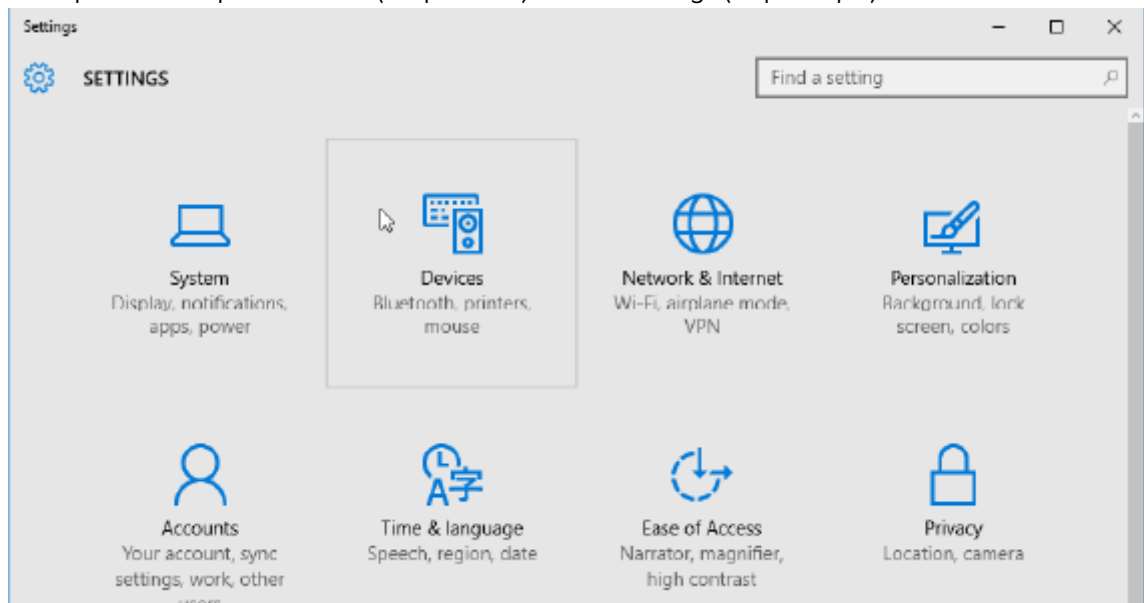 Settings
SETTINGS
Find a setting
System
Display, notifications,
apps, power
Devices
Bluetooth, printers,
mouse
Network & Internet
Wi-Fi, airplane mode,
VPN
Personalization
Background, lock
screen, colors
Accounts
Your account, sync
settings, work, other
Time & language
Speech, region, date
Ease of Access
Narrator, magnifier,
high contrast
Privacy
Location, camera